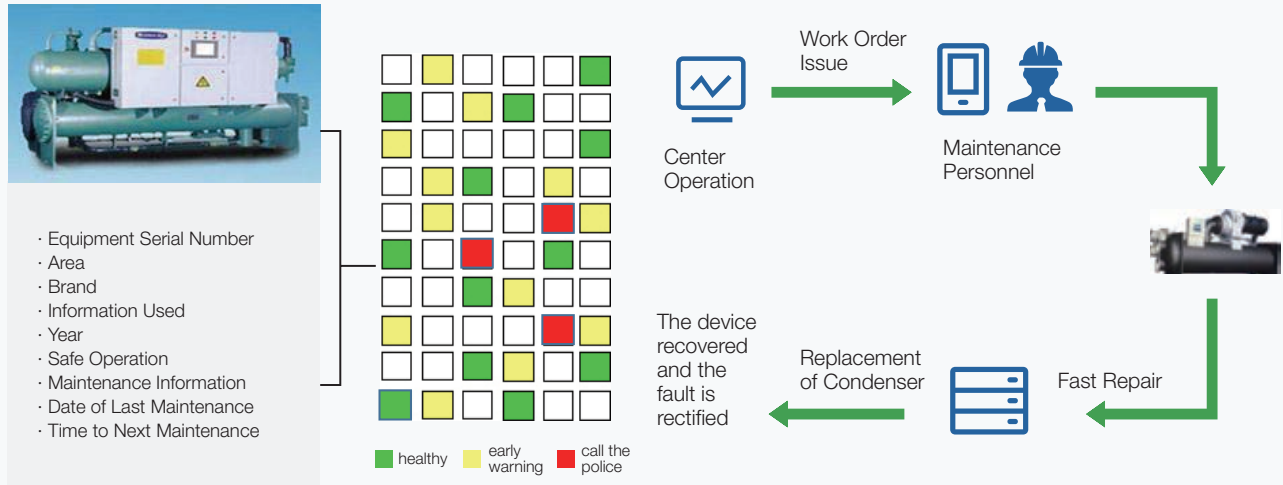 · Equipment Serial Number
· Area
· Brand
· Information Used
· Year
· Safe Operation
· Maintenance Information
· Date of Last Maintenance
· Time to Next Maintenance
healthy
early
warning
call the
police
Center
Operation
Work Order
Issue
Maintenance
Personnel
Fast Repair
Replacement
of Condenser
The device
recovered
and the
fault is
rectified